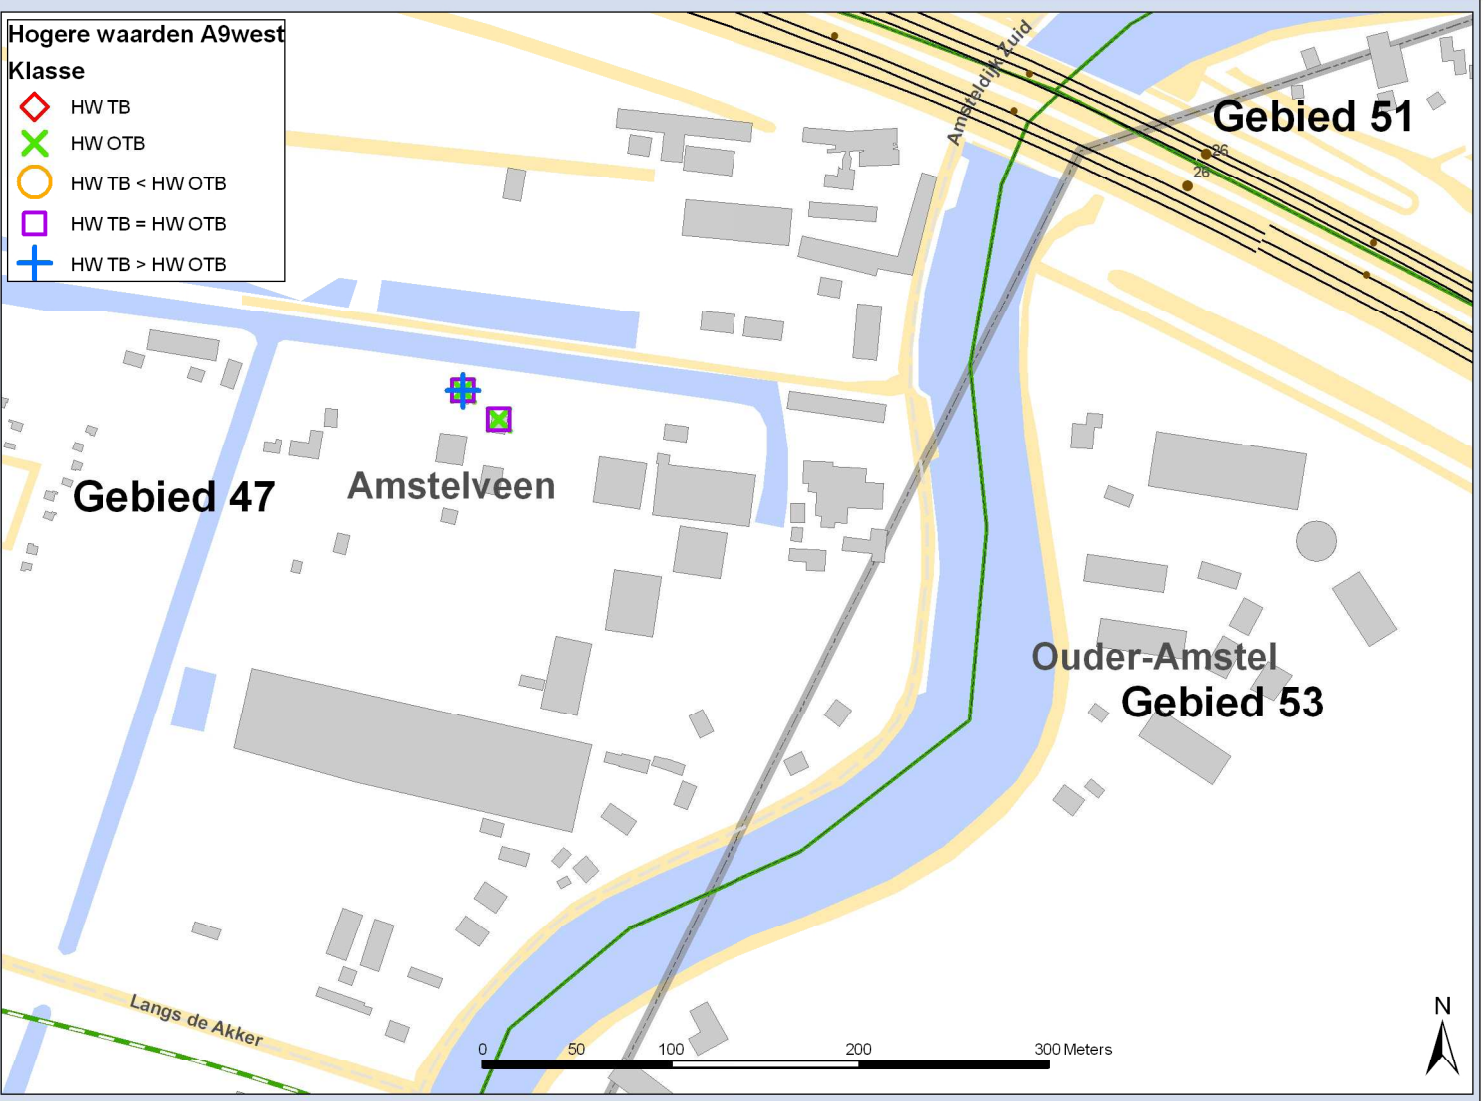 Hogere waarden A9west
Klasse
HW TB
HW OTB
HW TB < HW OTB
HW TB = HW OTB
HW TB > HW OTB
Amsteldijk Zuid
Gebied 51
26
26
Gebied 47
Amstelveen
Ouder-Amstel
Gebied 53
Langs de Akker
N
0 50 100 200 300 Meters